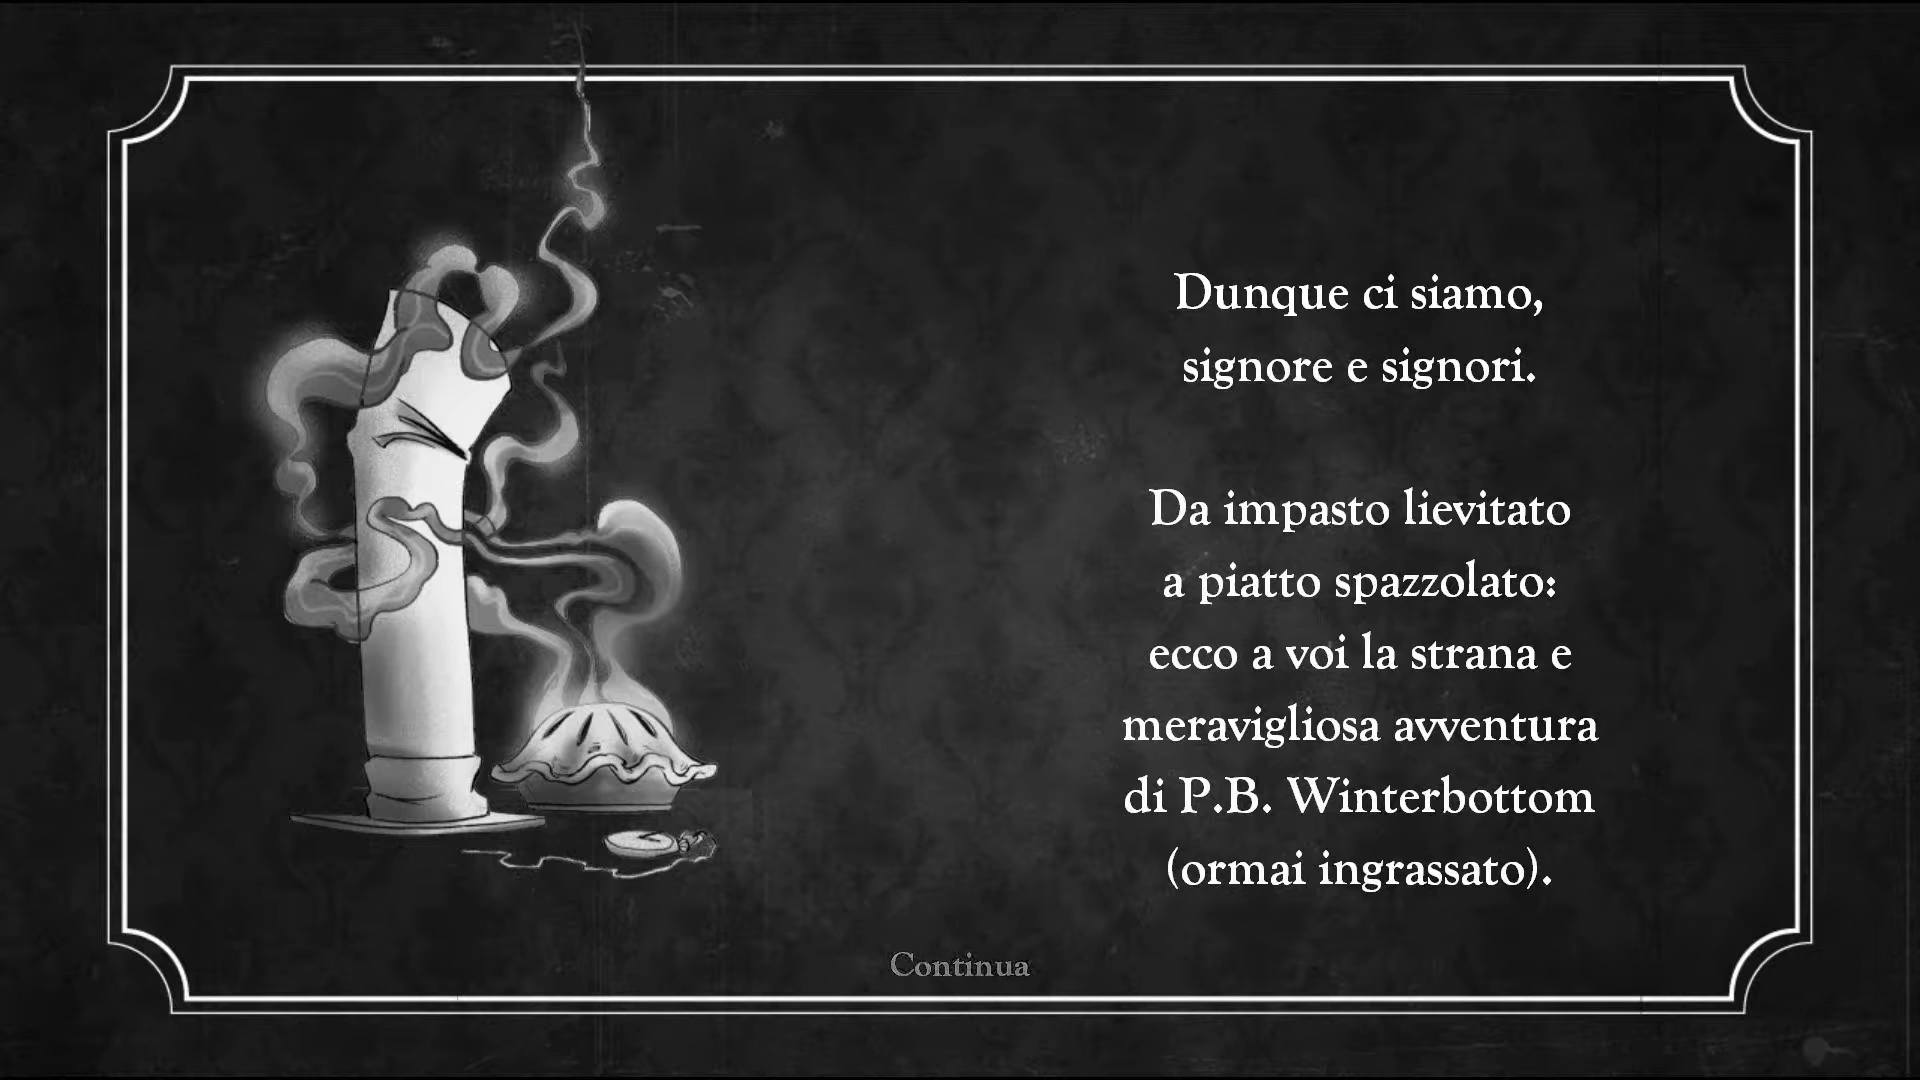 Dunque ci siamo,
signore e signori.
Da impasto lievitato
a piatto spazzolato:
ecco a voi la strana e
meravigliosa avventura
di P.B. Winterbottom
(ormai ingrassato).
Continua